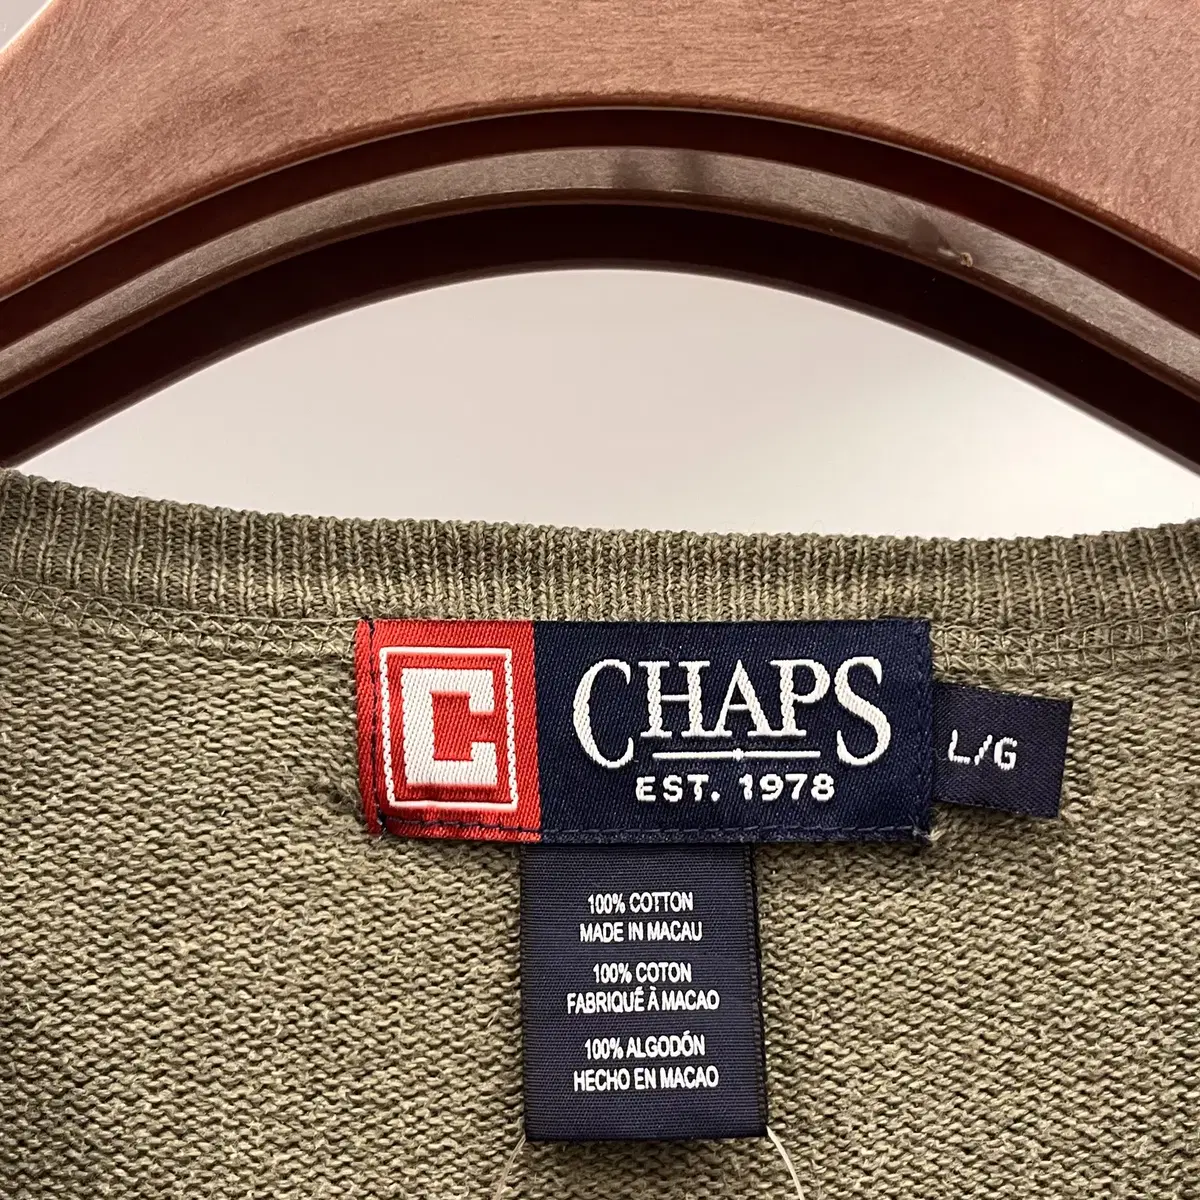 C
CHAPS
EST. 1978
L/G
100% COTTON
MADE IN MACAU
100% COTON
FABRIQUÉ À MACAO
100% ALGODÓN
HECHO EN MACAO